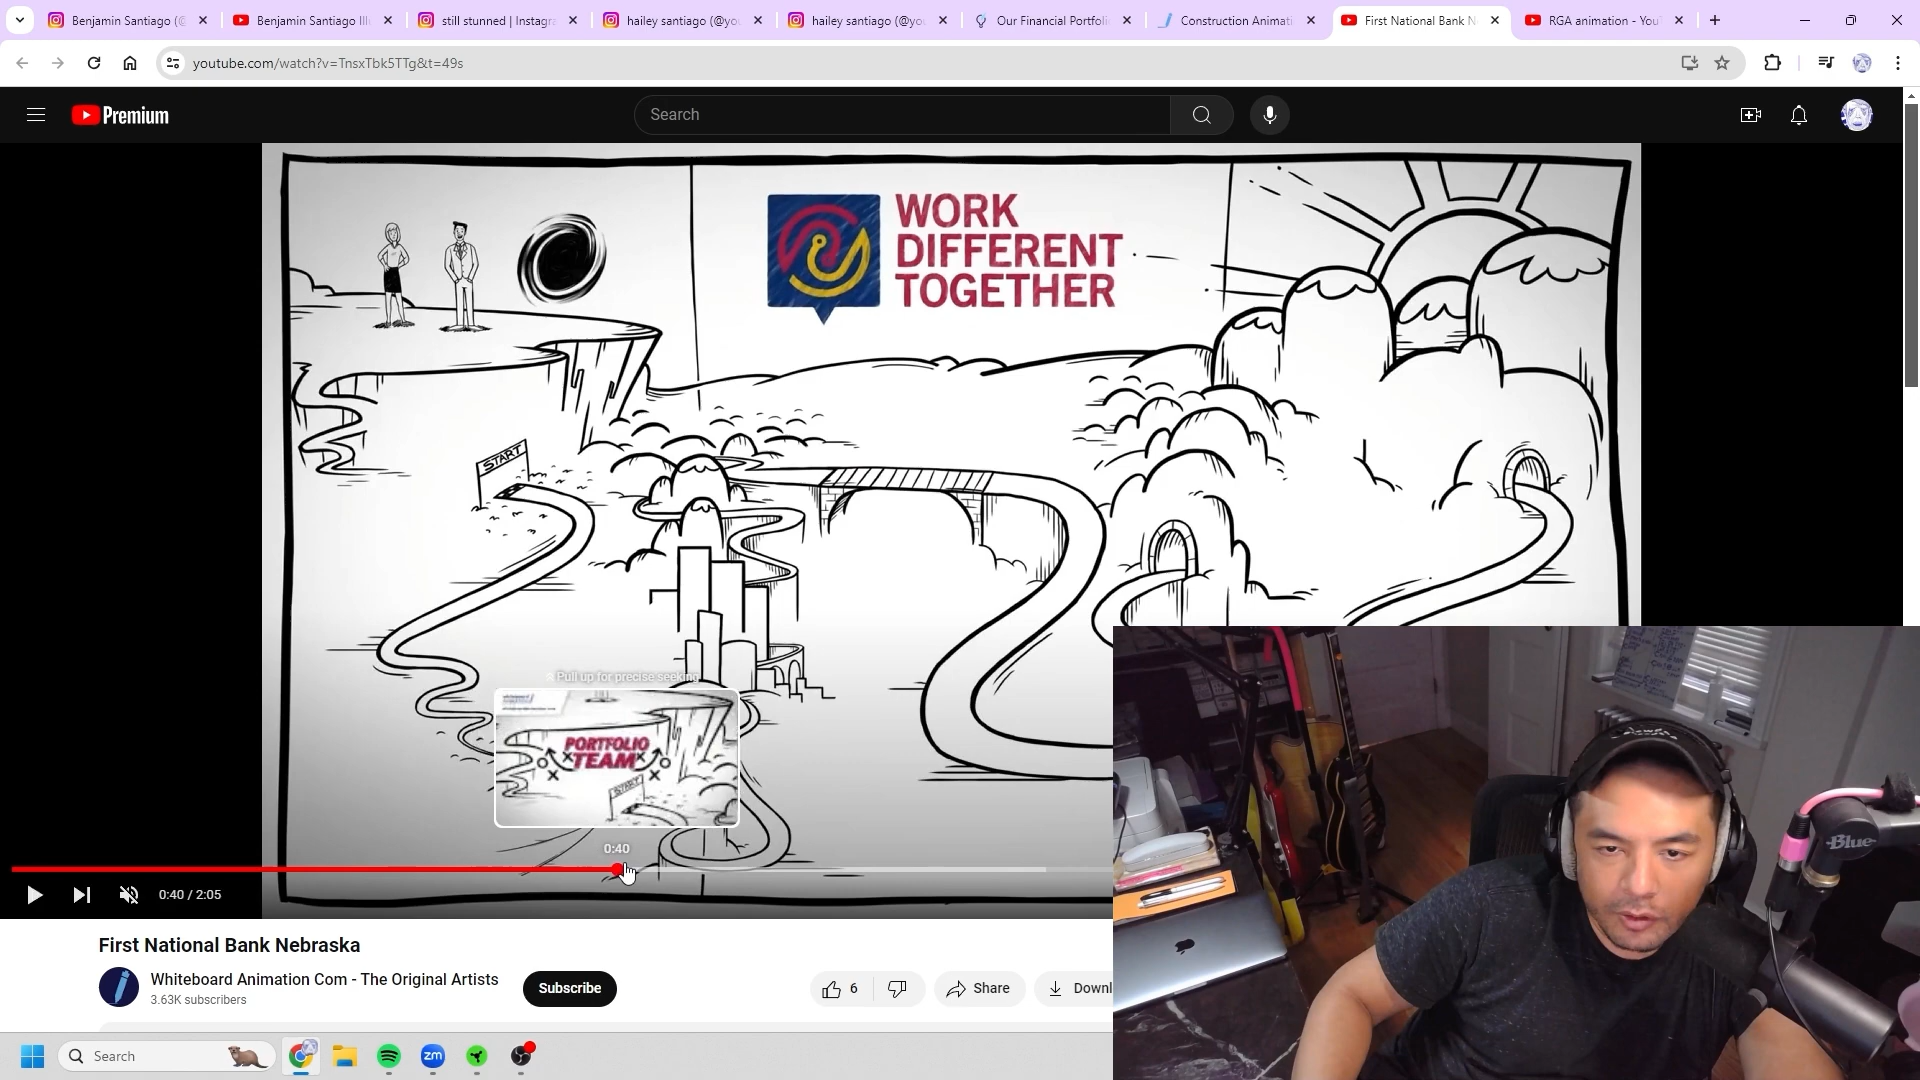 Benjamin Santiago (@
Benjamin Santiago Ill
still stunned | Instagr
hailey santiago (@yo
hailey santiago (@yo
Our Financial Portfoli
Construction Animati
First National Bank N
RGA animation - You
youtube.com/watch?v=TnsxTbk5TTg&t=49s
Premium
Search
WORK
DIFFERENT
TOGETHER
START
Pull up for precise seeking
PORTFOLIO
TEAM
START
0:40
0:40 / 2:05
First National Bank Nebraska
Whiteboard Animation Com - The Original Artists
3.63K subscribers
Subscribe
6
Share
Downl
Blue
Search
zm